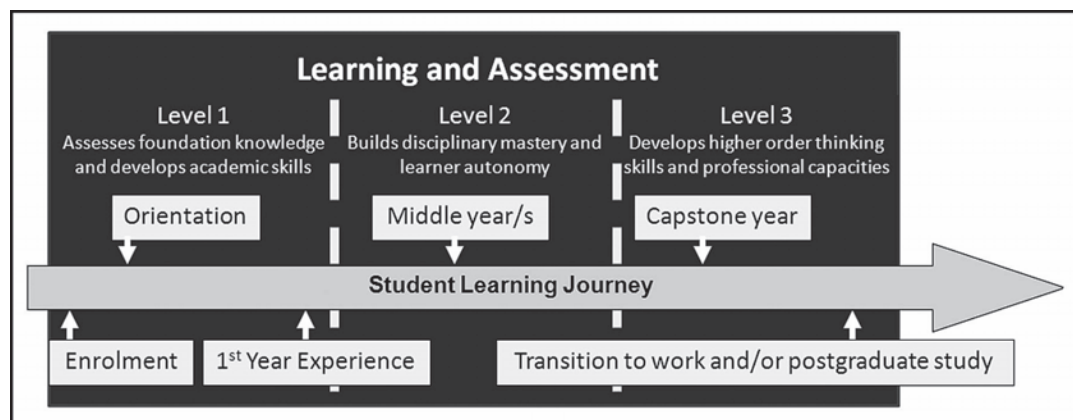 Learning and Assessment
Level 1
Assesses foundation knowledge
and develops academic skills
Level 2
Builds disciplinary mastery and
learner autonomy
Level 3
Develops higher order thinking
skills and professional capacities
Orientation
Middle year/s
Capstone year
Student Learning Journey
Enrolment
1st Year Experience
Transition to work and/or postgraduate study